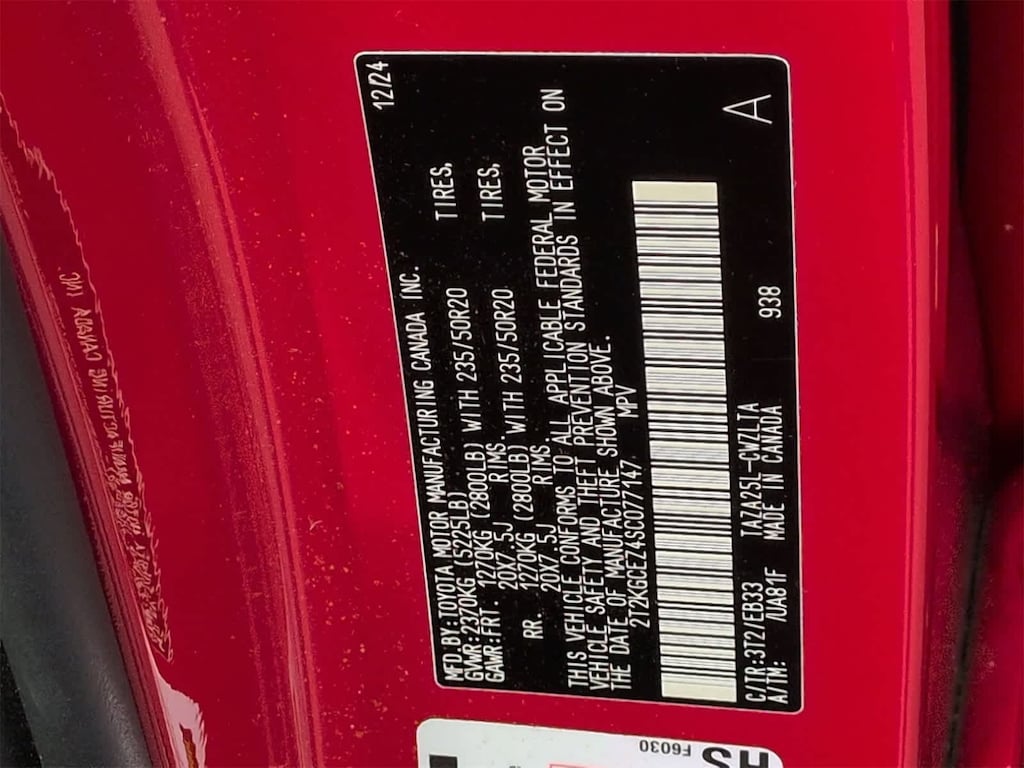 12/24
MFD.BY:TOYOTA MOTOR MANUFACTURING CANADA INC.
GVWR:2370KG (5225LB)
GAWR:FRT. 1270KG (2800LB) WITH 235/50R20 TIRES,
20X7.5J RIMS.
RR. 1270KG (2800LB) WITH 235/50R20 TIRES,
20X7.5J RIMS
THIS VEHICLE CONFORMS TO ALL APPLICABLE FEDERAL MOTOR
VEHICLE SAFETY AND THEFT PREVENTION STANDARDS IN EFFECT ON
THE DATE OF MANUFACTURE SHOWN ABOVE.
2T2KGCEZ4SC077147 MPV
C/TR:3T2/EB33 TAZA25L-CWZLTA 938 A
A/TM: /UA81F MADE IN CANADA
HS
F6030